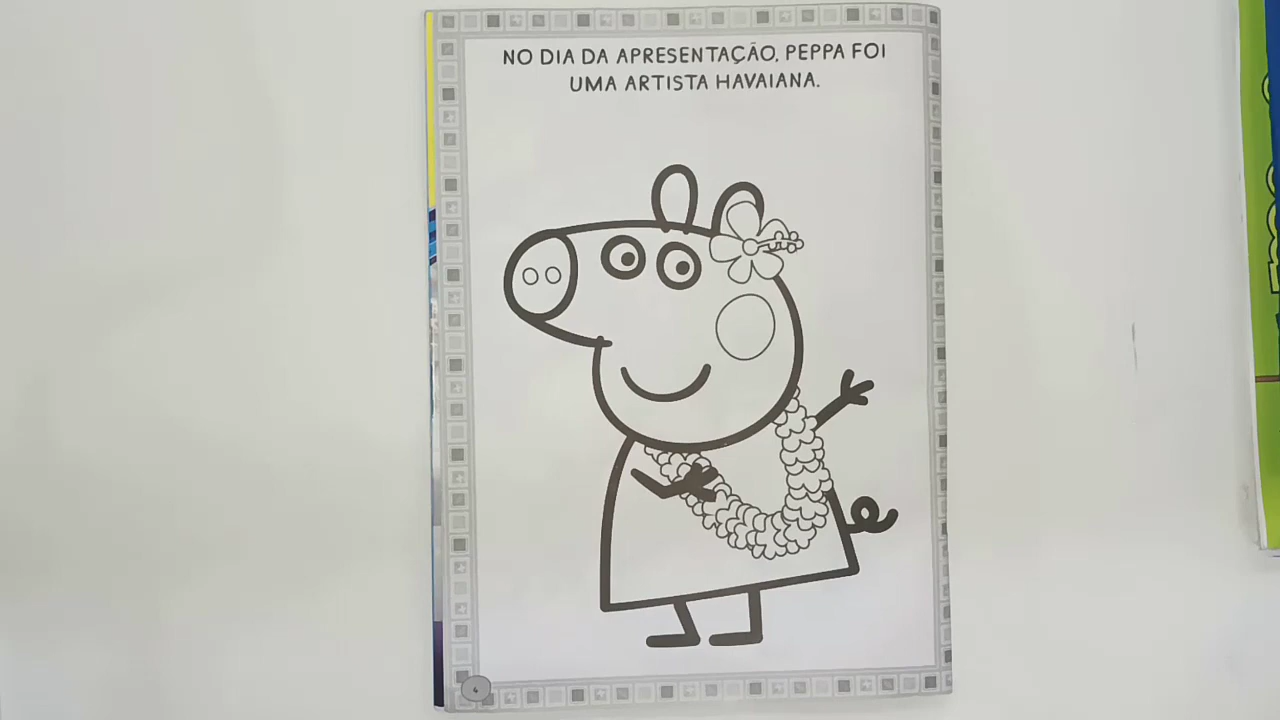 NO DIA DA APRESENTAÇÃO, PEPPA FOI
UMA ARTISTA HAVAIANA.